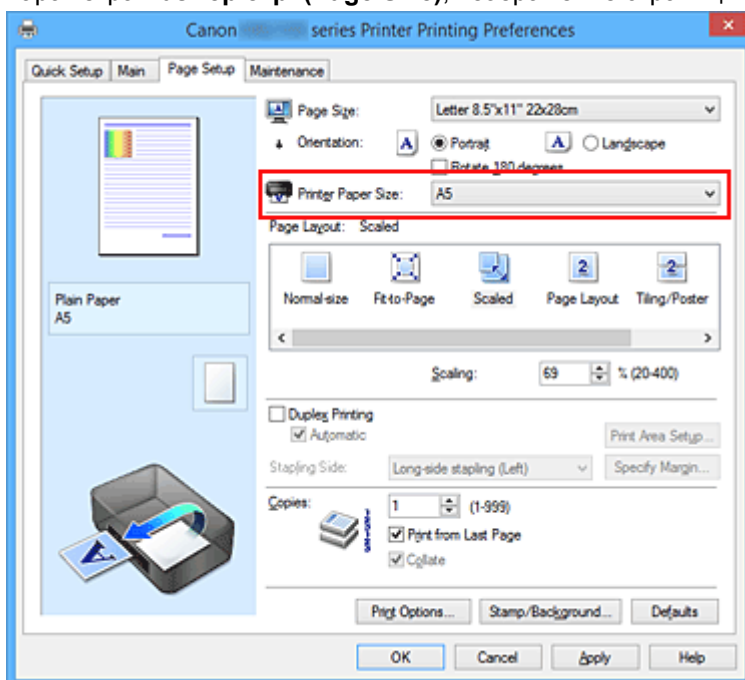 (Page Size),
Canon series Printer Printing Preferences
Quick Setup Main Page Setup Maintenance
Page Size: Letter 8.5"x11" 22x28cm
Orientation: A Portrait A Landscape
Rotate 180 degrees
Printer Paper Size: A5
Page Layout: Scaled
Normal-size Fit-to-Page Scaled Page Layout Tiling/Poster
Plain Paper
A5
Scaling: 69 % (20-400)
Duplex Printing
Automatic
Print Area Setup...
Stapling Side: Long-side stapling (Left) Specify Margin...
Copies: 1 (1-999)
Print from Last Page
Collate
Print Options... Stamp/Background... Defaults
OK Cancel Apply Help